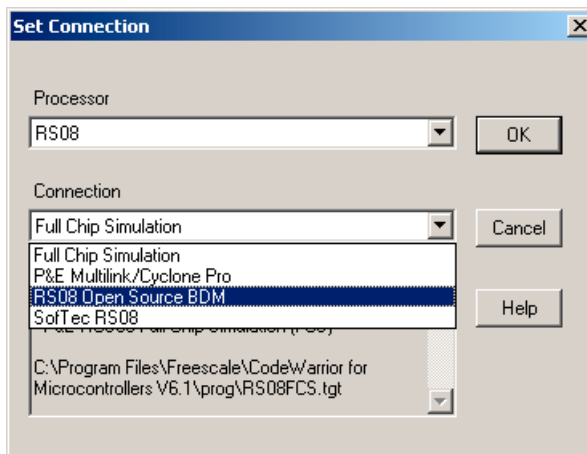 Set Connection
Processor
RS08
OK
Connection
Full Chip Simulation
Cancel
Full Chip Simulation
P&E Multilink/Cyclone Pro
RS08 Open Source BDM
SofTec RS08
Help
C:\Program Files\Freescale\CodeWarrior for
Microcontrollers V6.1\prog\RS08FCS.tgt